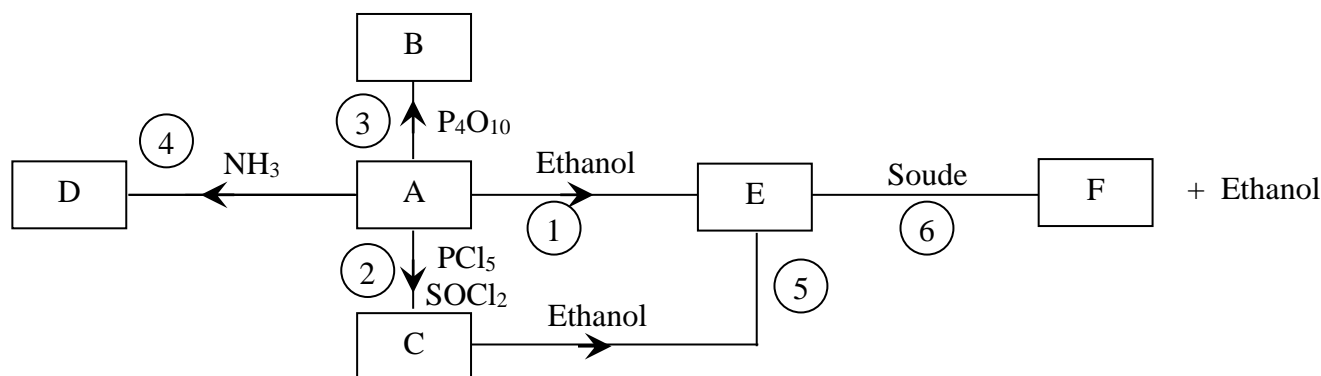 B
3 P₄O₁₀
4 NH₃ Ethanol Soude
D A E F + Ethanol
1 6
2 PCl₅
SOCl₂ 5
Ethanol
C